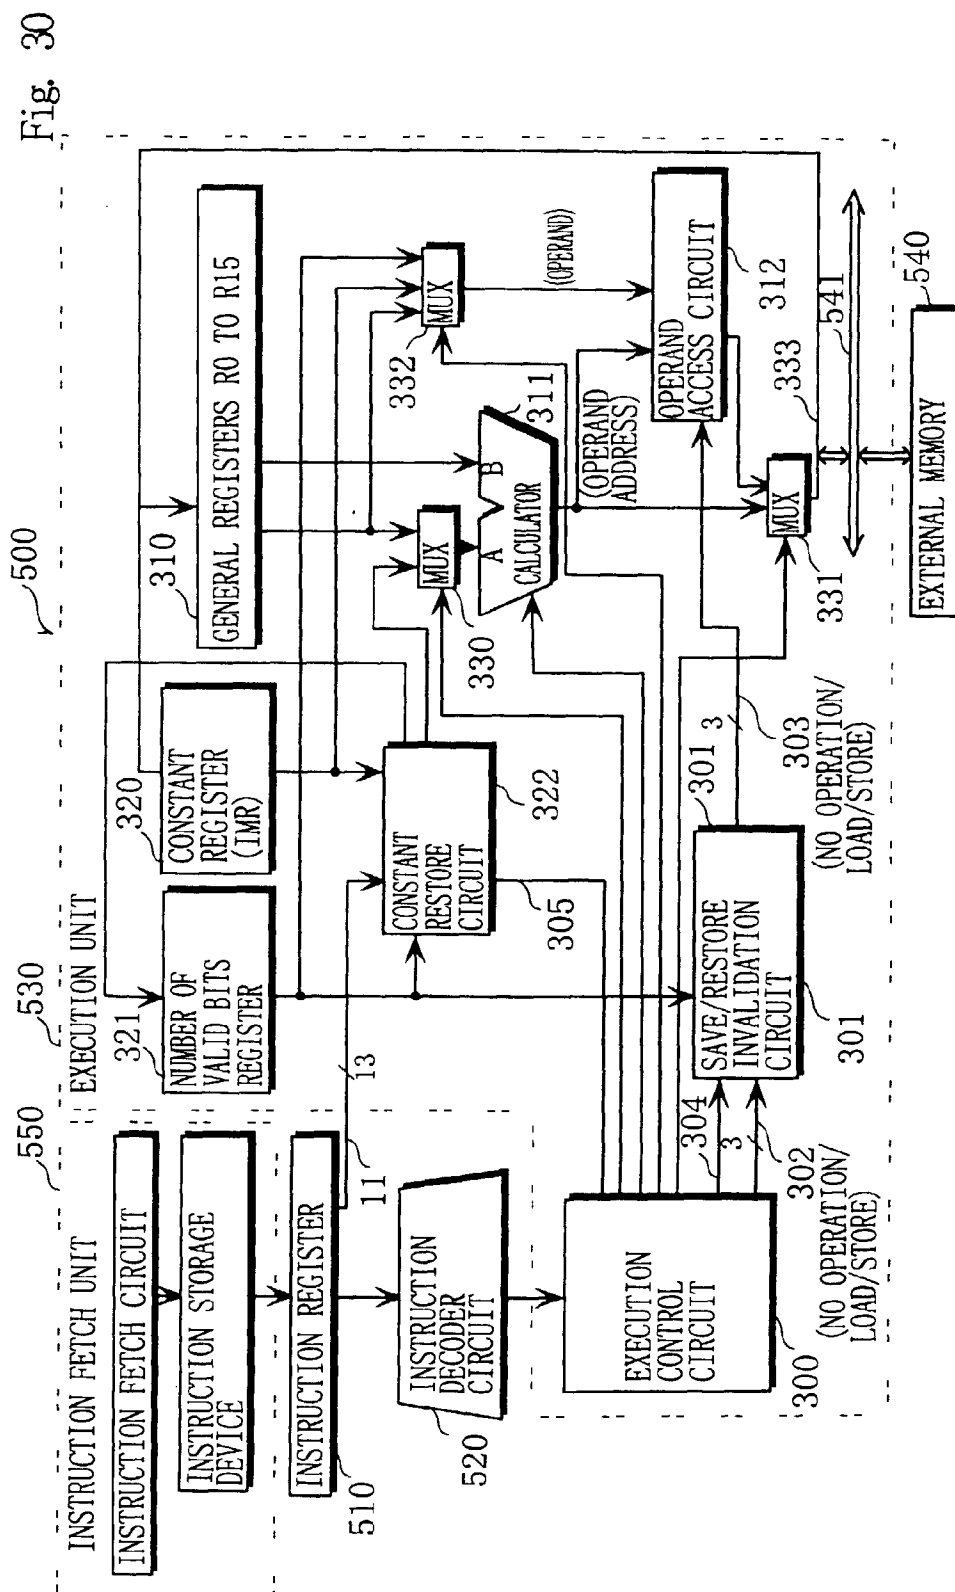 Fig. 30
500
550
INSTRUCTION FETCH UNIT
INSTRUCTION FETCH CIRCUIT
INSTRUCTION STORAGE
DEVICE
INSTRUCTION REGISTER
510
11
13
INSTRUCTION
DECODER
CIRCUIT
520
530
EXECUTION UNIT
321
NUMBER OF
VALID BITS
REGISTER
320
CONSTANT
REGISTER
(IMR)
310
GENERAL REGISTERS R0 TO R15
CONSTANT
RESTORE
CIRCUIT
322
305
MUX
330
MUX
332
A
B
CALCULATOR
311
(OPERAND)
(OPERAND
ADDRESS)
OPERAND
ACCESS CIRCUIT
312
EXECUTION
CONTROL
CIRCUIT
300
304
3
302
(NO OPERATION/
LOAD/STORE)
SAVE/RESTORE
INVALIDATION
CIRCUIT
301
301
3
303
(NO OPERATION/
LOAD/STORE)
MUX
331
333
541
540
EXTERNAL MEMORY